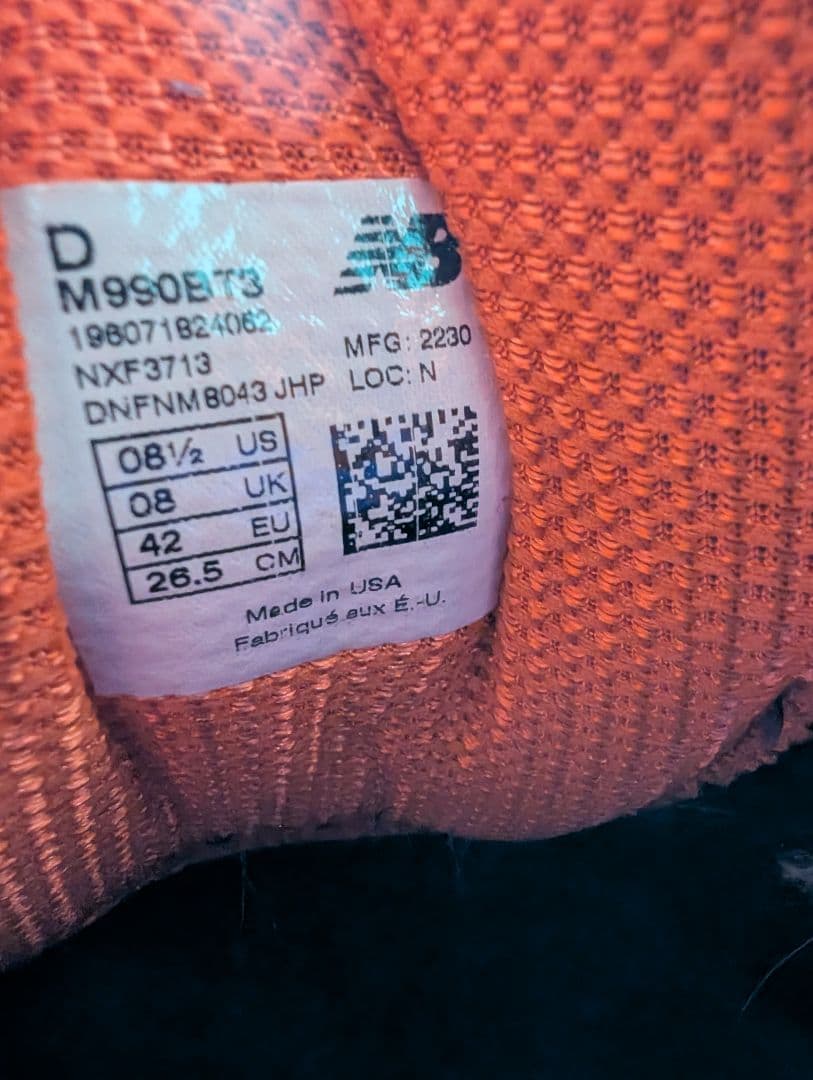 D
NB
M990BT3
196071824062
NXF3713
MFG: 2230
DNFNM8043 JHP
LOC: N
08½ US
08 UK
42 EU
26.5 CM
Made in USA
Fabriqué aux É.-U.